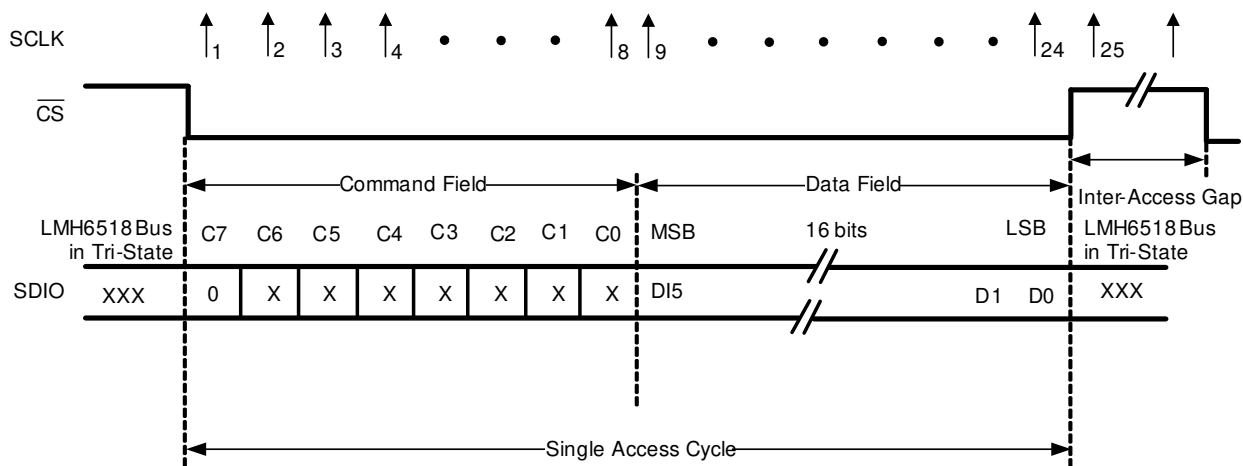 SCLK 1 2 3 4 8 9 24 25
CS
Command Field Data Field
Inter-Access Gap
LMH6518 Bus in Tri-State C7 C6 C5 C4 C3 C2 C1 C0 MSB 16 bits LSB LMH6518 Bus in Tri-State
SDIO XXX 0 X X X X X X X DI5 D1 D0 XXX
Single Access Cycle